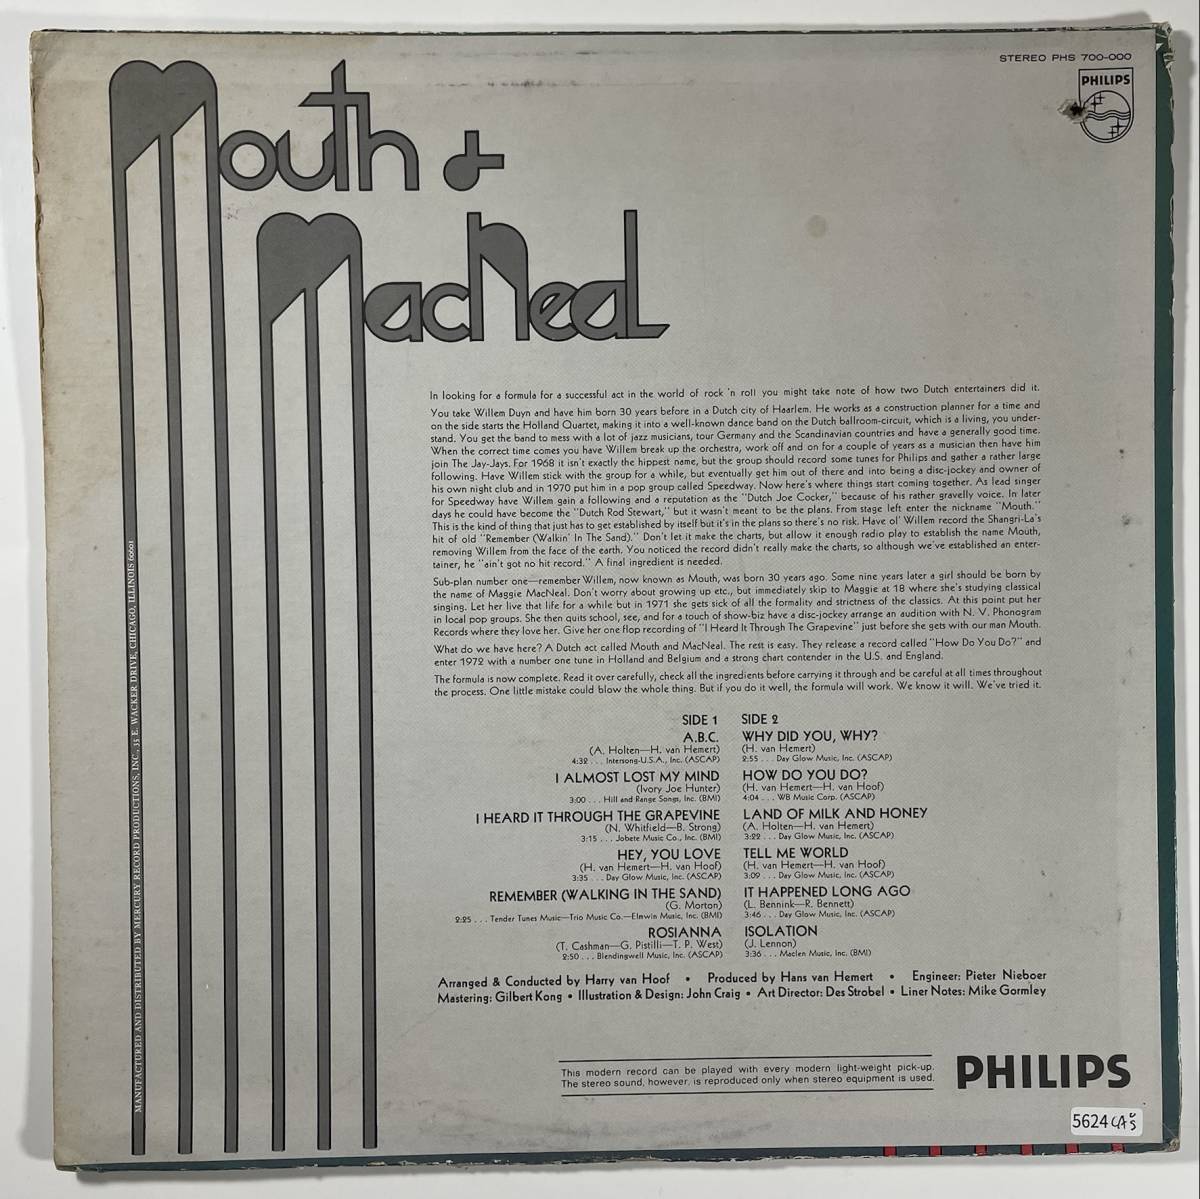 STEREO PHS 700-000
PHILIPS
Mouth &
MacNeal
In looking for a formula for a successful act in the world of rock 'n roll you might take note of how two Dutch entertainers did it.
You take Willem Duyn and have him born 30 years before in a Dutch city of Haarlem. He works as a construction planner for a time and
on the side starts the Holland Quartet, making it into a well-known dance band on the Dutch ballroom-circuit, which is a living, you under-
stand. You get the band to mess with a lot of jazz musicians, tour Germany and the Scandinavian countries and have a generally good time.
When the correct time comes you have Willem break up the orchestra, work off and on for a couple of years as a musician then have him
join The Jay-Jays. For 1968 it isn't exactly the hippest name, but the group should record some tunes for Philips and gather a rather large
following. Have Willem stick with the group for a while, but eventually get him out of there and into being a disc-jockey and owner of
his own night club and in 1970 put him in a pop group called Speedway. Now here's where things start coming together. As lead singer
for Speedway have Willem gain a following and a reputation as the "Dutch Joe Cocker," because of his rather gravelly voice. In later
days he could have become the "Dutch Rod Stewart," but it wasn't meant to be the plans. From stage left enter the nickname "Mouth."
This is the kind of thing that just has to get established by itself but it's in the plans so there's no risk. Have ol' Willem record the Shangri-La's
hit of old "Remember (Walkin' In The Sand)." Don't let it make the charts, but allow it enough radio play to establish the name Mouth,
removing Willem from the face of the earth. You noticed the record didn't really make the charts, so although we've established an enter-
tainer, he "ain't got no hit record." A final ingredient is needed.
Sub-plan number one—remember Willem, now known as Mouth, was born 30 years ago. Some nine years later a girl should be born by
the name of Maggie MacNeal. Don't worry about growing up etc., but immediately skip to Maggie at 18 where she's studying classical
singing. Let her live that life for a while but in 1971 she gets sick of all the formality and strictness of the classics. At this point put her
in local pop groups. She then quits school, see, and for a touch of show-biz have a disc-jockey arrange an audition with N. V. Phonogram
Records where they love her. Give her one flop recording of "I Heard It Through The Grapevine" just before she gets with our man Mouth.
What do we have here? A Dutch act called Mouth and MacNeal. The rest is easy. They release a record called "How Do You Do?" and
enter 1972 with a number one tune in Holland and Belgium and a strong chart contender in the U.S. and England.
The formula is now complete. Read it over carefully, check all the ingredients before carrying it through and be careful at all times throughout
the process. One little mistake could blow the whole thing. But if you do it well, the formula will work. We know it will. We've tried it.
SIDE 1
A.B.C.
(A. Holten—H. van Hemert)
4:32 . . . Intersong-U.S.A., Inc. (ASCAP)
I ALMOST LOST MY MIND
(Ivory Joe Hunter)
3:00 . . . Hill and Range Songs, Inc. (BMI)
I HEARD IT THROUGH THE GRAPEVINE
(N. Whitfield—B. Strong)
3:15 . . . Jobete Music Co., Inc. (BMI)
HEY, YOU LOVE
(H. van Hemert—H. van Hoof)
3:35 . . . Day Glow Music, Inc. (ASCAP)
REMEMBER (WALKING IN THE SAND)
(G. Morton)
2:25 . . . Tender Tunes Music—Trio Music Co.—Elmwin Music, Inc. (BMI)
ROSIANNA
(T. Cashman—G. Pistilli—T. P. West)
2:50 . . . Blendingwell Music, Inc. (ASCAP)
SIDE 2
WHY DID YOU, WHY?
(H. van Hemert)
2:55 . . . Day Glow Music, Inc. (ASCAP)
HOW DO YOU DO?
(H. van Hemert—H. van Hoof)
4:04 . . . WB Music Corp. (ASCAP)
LAND OF MILK AND HONEY
(A. Holten—H. van Hemert)
3:22 . . . Day Glow Music, Inc. (ASCAP)
TELL ME WORLD
(H. van Hemert—H. van Hoof)
3:09 . . . Day Glow Music, Inc. (ASCAP)
IT HAPPENED LONG AGO
(L. Bennink—R. Bennett)
3:46 . . . Day Glow Music, Inc. (ASCAP)
ISOLATION
(J. Lennon)
3:36 . . . Maclen Music, Inc. (BMI)
Arranged & Conducted by Harry van Hoof • Produced by Hans van Hemert • Engineer: Pieter Nieboer
Mastering: Gilbert Kong • Illustration & Design: John Craig • Art Director: Des Strobel • Liner Notes: Mike Gormley
This modern record can be played with every modern light-weight pick-up.
The stereo sound, however, is reproduced only when stereo equipment is used.
PHILIPS
5624
MANUFACTURED AND DISTRIBUTED BY MERCURY RECORD PRODUCTIONS, INC., 35 E. WACKER DRIVE, CHICAGO, ILLINOIS 60601